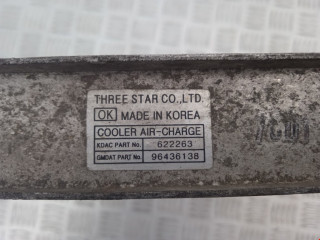 THREE STAR CO.,LTD.
OK MADE IN KOREA
COOLER AIR-CHARGE
KDAC PART No. 622263
GMDAT PART No. 96436138